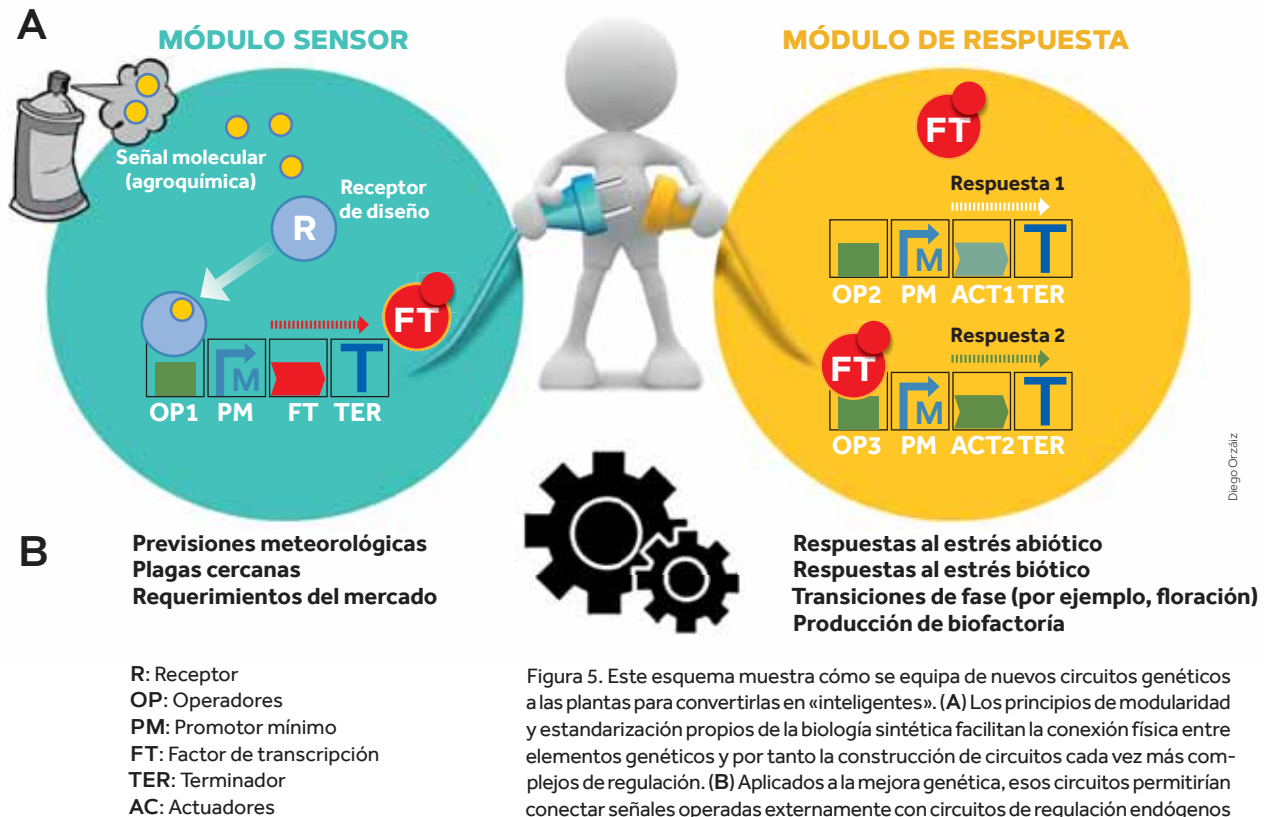 A
MÓDULO SENSOR
MÓDULO DE RESPUESTA
Señal molecular
(agroquímica)
Receptor
de diseño
R
FT
M
T
OP1 PM FT TER
FT
Respuesta 1
M
T
OP2 PM ACT1 TER
Respuesta 2
FT
M
T
OP3 PM ACT2 TER
Diego Orzáiz
B
Previsiones meteorológicas
Plagas cercanas
Requerimientos del mercado
Respuestas al estrés abiótico
Respuestas al estrés biótico
Transiciones de fase (por ejemplo, floración)
Producción de biofactoría
R: Receptor
OP: Operadores
PM: Promotor mínimo
FT: Factor de transcripción
TER: Terminador
AC: Actuadores
Figura 5. Este esquema muestra cómo se equipa de nuevos circuitos genéticos
a las plantas para convertirlas en «inteligentes». (A) Los principios de modularidad
y estandarización propios de la biología sintética facilitan la conexión física entre
elementos genéticos y por tanto la construcción de circuitos cada vez más com-
plejos de regulación. (B) Aplicados a la mejora genética, esos circuitos permitirían
conectar señales operadas externamente con circuitos de regulación endógenos